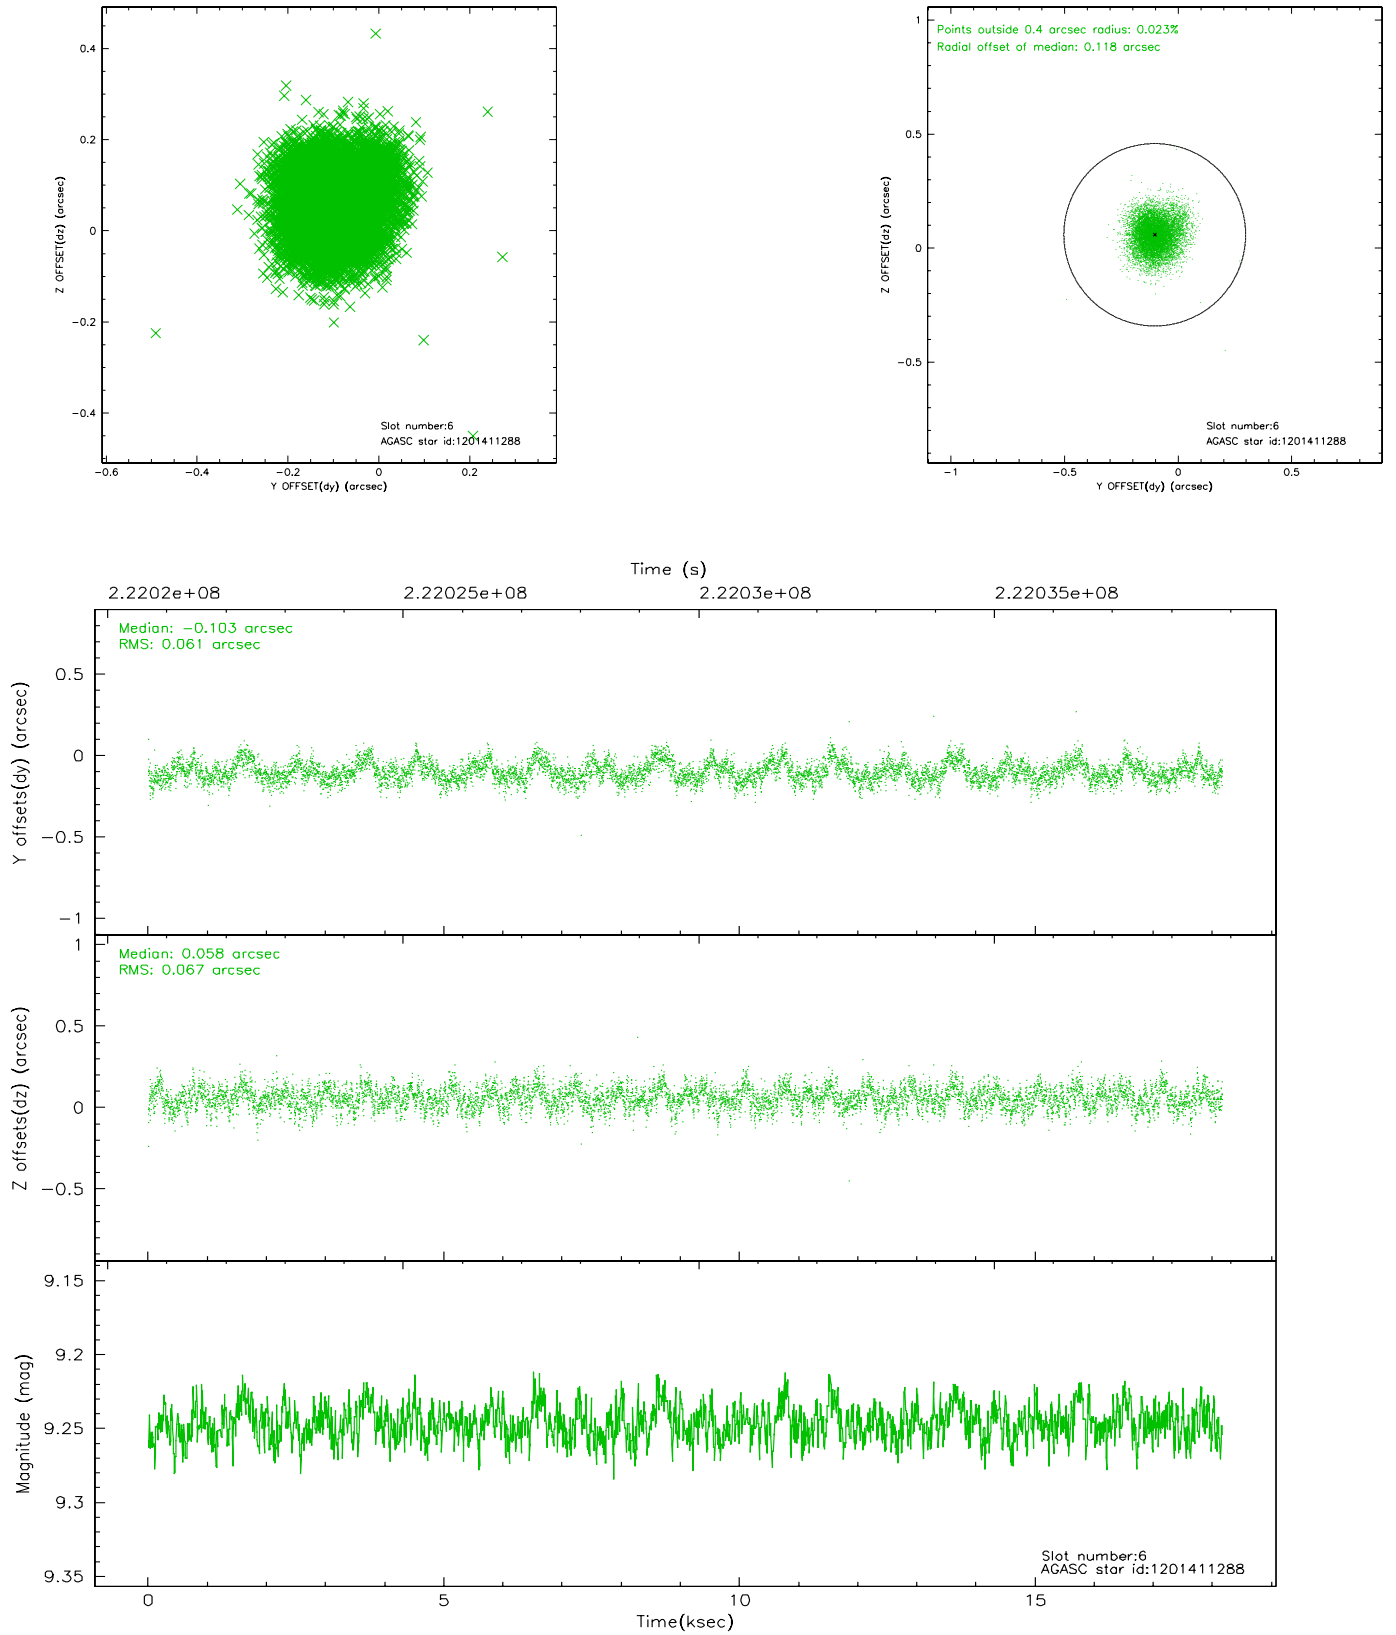 0.4
0.2
0
−0.2
−0.4
Z OFFSET(dz) (arcsec)
−0.6
−0.4
−0.2
0
0.2
Y OFFSET(dy) (arcsec)
Slot number:6
AGASC star id:1201411288
Points outside 0.4 arcsec radius: 0.023%
Radial offset of median: 0.118 arcsec
1
0.5
0
−0.5
Z OFFSET(dz) (arcsec)
−1
−0.5
0
0.5
Y OFFSET(dy) (arcsec)
Slot number:6
AGASC star id:1201411288
Time (s)
2.2202e+08
2.22025e+08
2.2203e+08
2.22035e+08
Median: −0.103 arcsec
RMS: 0.061 arcsec
0.5
0
−0.5
−1
Y offsets(dy) (arcsec)
Median: 0.058 arcsec
RMS: 0.067 arcsec
1
0.5
0
−0.5
Z offsets(dz) (arcsec)
9.15
9.2
9.25
9.3
9.35
Magnitude (mag)
Slot number:6
AGASC star id:1201411288
0
5
10
15
Time(ksec)